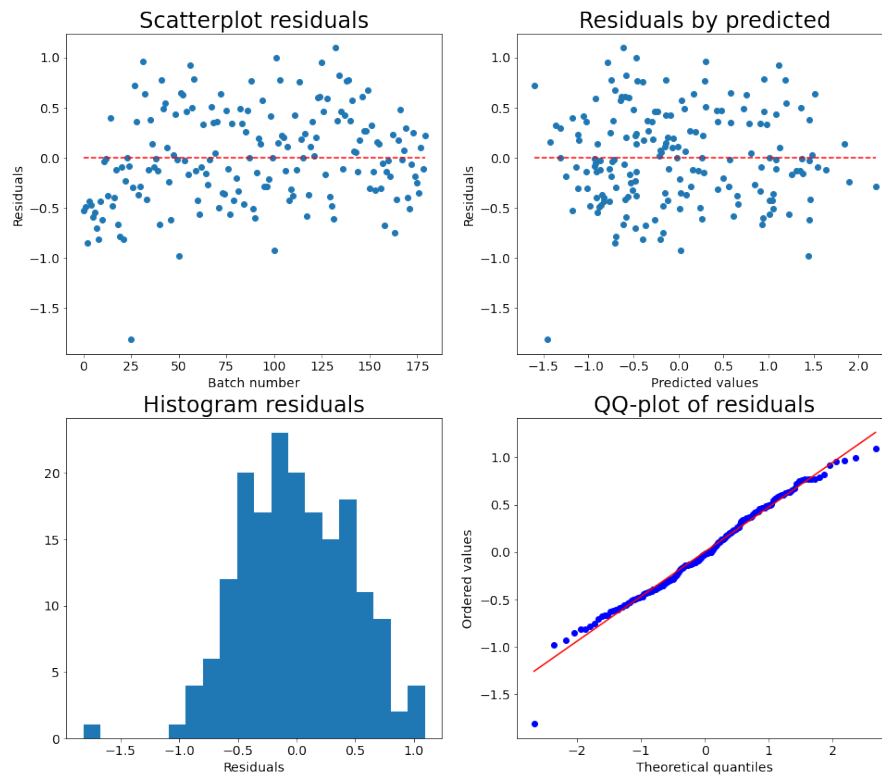 Scatterplot residuals
1.0
0.5
0.0
−0.5
−1.0
−1.5
Residuals
0 25 50 75 100 125 150 175
Batch number
Residuals by predicted
1.0
0.5
0.0
−0.5
−1.0
−1.5
Residuals
−1.5 −1.0 −0.5 0.0 0.5 1.0 1.5 2.0
Predicted values
Histogram residuals
20
15
10
5
0
−1.5 −1.0 −0.5 0.0 0.5 1.0
Residuals
QQ-plot of residuals
1.0
0.5
0.0
−0.5
−1.0
−1.5
Ordered values
−2 −1 0 1 2
Theoretical quantiles